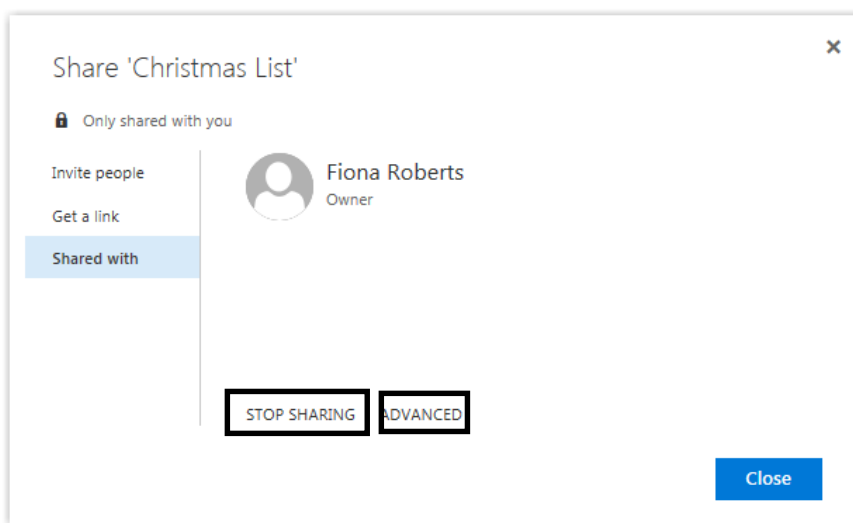 Share 'Christmas List'
Only shared with you
Invite people
Get a link
Shared with
Fiona Roberts
Owner
STOP SHARING
ADVANCED
Close